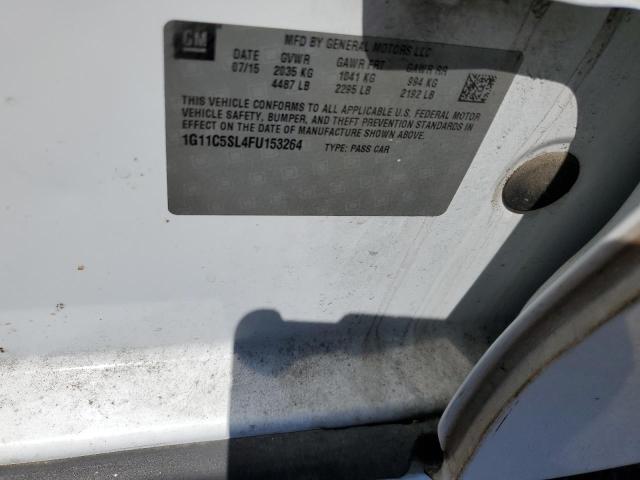 GM
MFD BY GENERAL MOTORS LLC
DATE GVWR GAWR FRT GAWR RR
07/15 2035 KG 1041 KG 994 KG
4487 LB 2295 LB 2192 LB
THIS VEHICLE CONFORMS TO ALL APPLICABLE U.S. FEDERAL MOTOR
VEHICLE SAFETY, BUMPER, AND THEFT PREVENTION STANDARDS IN
EFFECT ON THE DATE OF MANUFACTURE SHOWN ABOVE.
1G11C5SL4FU153264 TYPE: PASS CAR